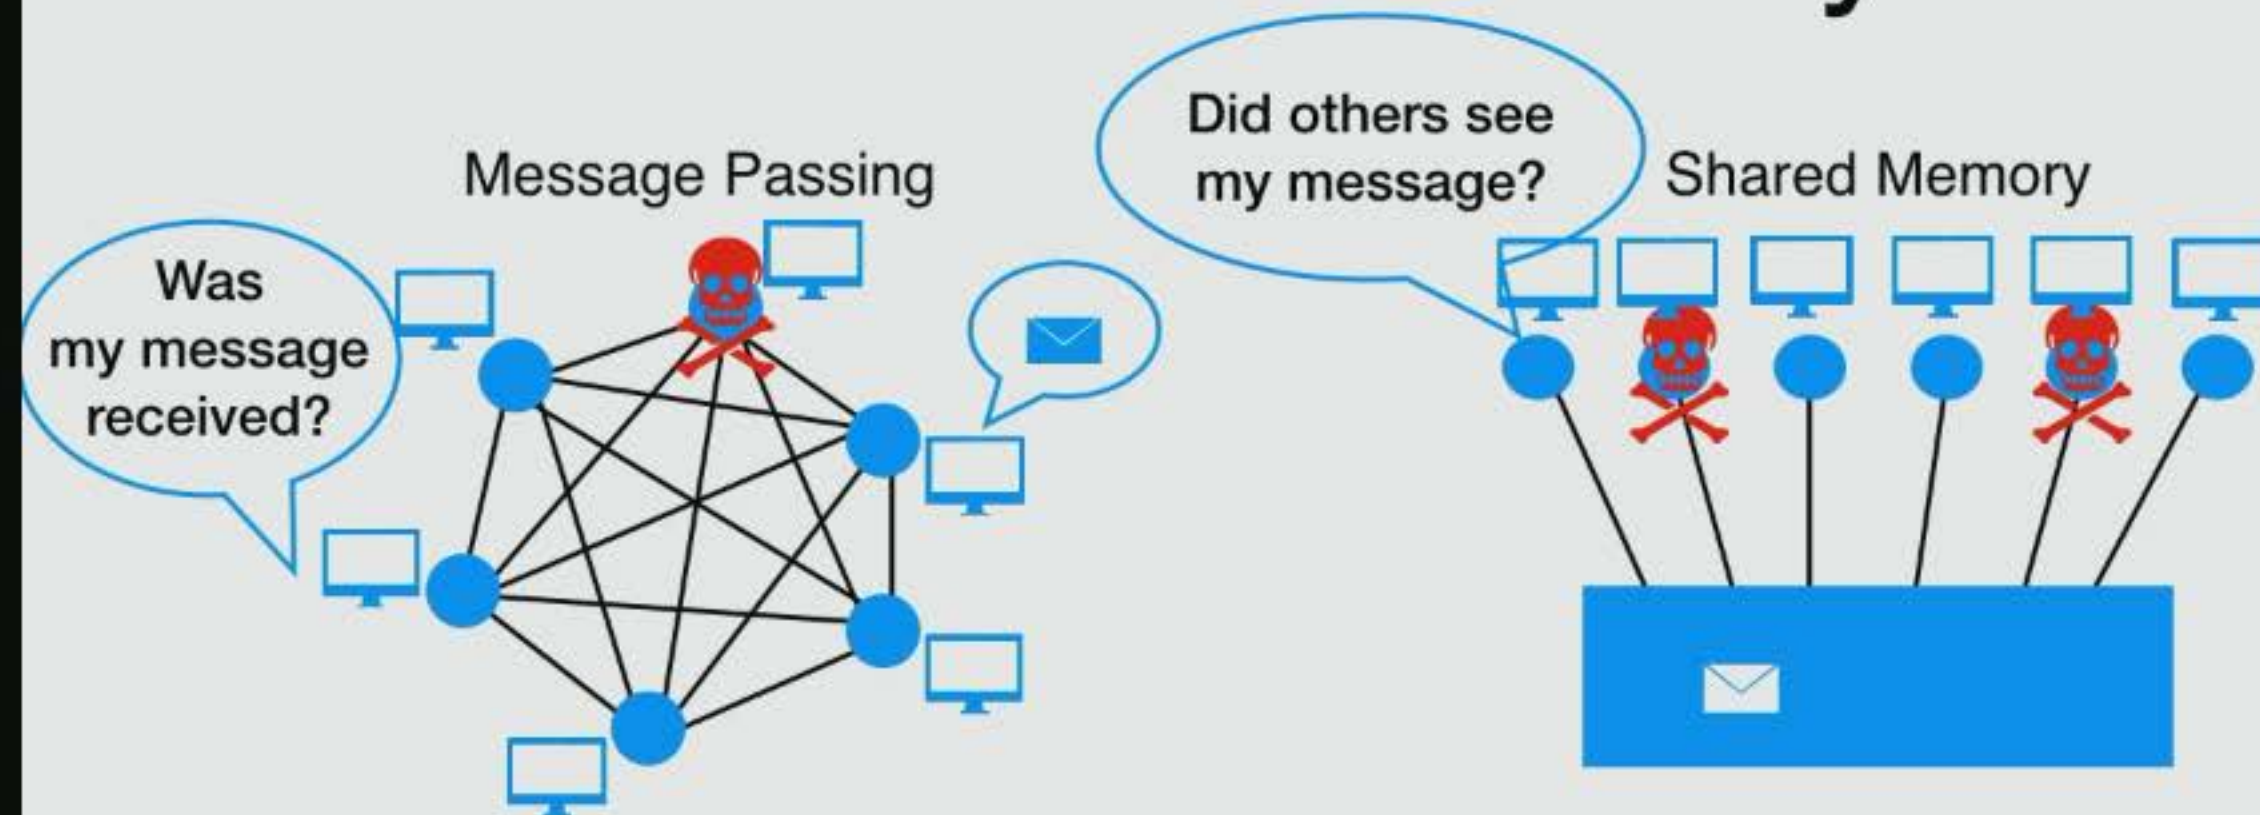 Message Passing
Was
my message
received?
Did others see
my message?
Shared Memory